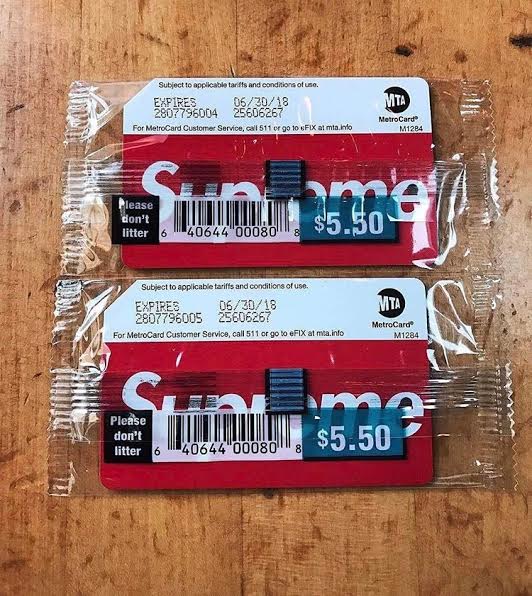 Subject to applicable tariffs and conditions of use.
EXPIRES 06/30/18
2807796004 25606267
MTA
MetroCard®
For MetroCard Customer Service, call 511 or go to eFIX at mta.info M1284
Supreme
Please
don't
litter
6 40644 00080 8
$5.50
Subject to applicable tariffs and conditions of use.
EXPIRES 06/30/18
2807796005 25606267
MTA
MetroCard®
For MetroCard Customer Service, call 511 or go to eFIX at mta.info M1284
Supreme
Please
don't
litter
6 40644 00080 8
$5.50